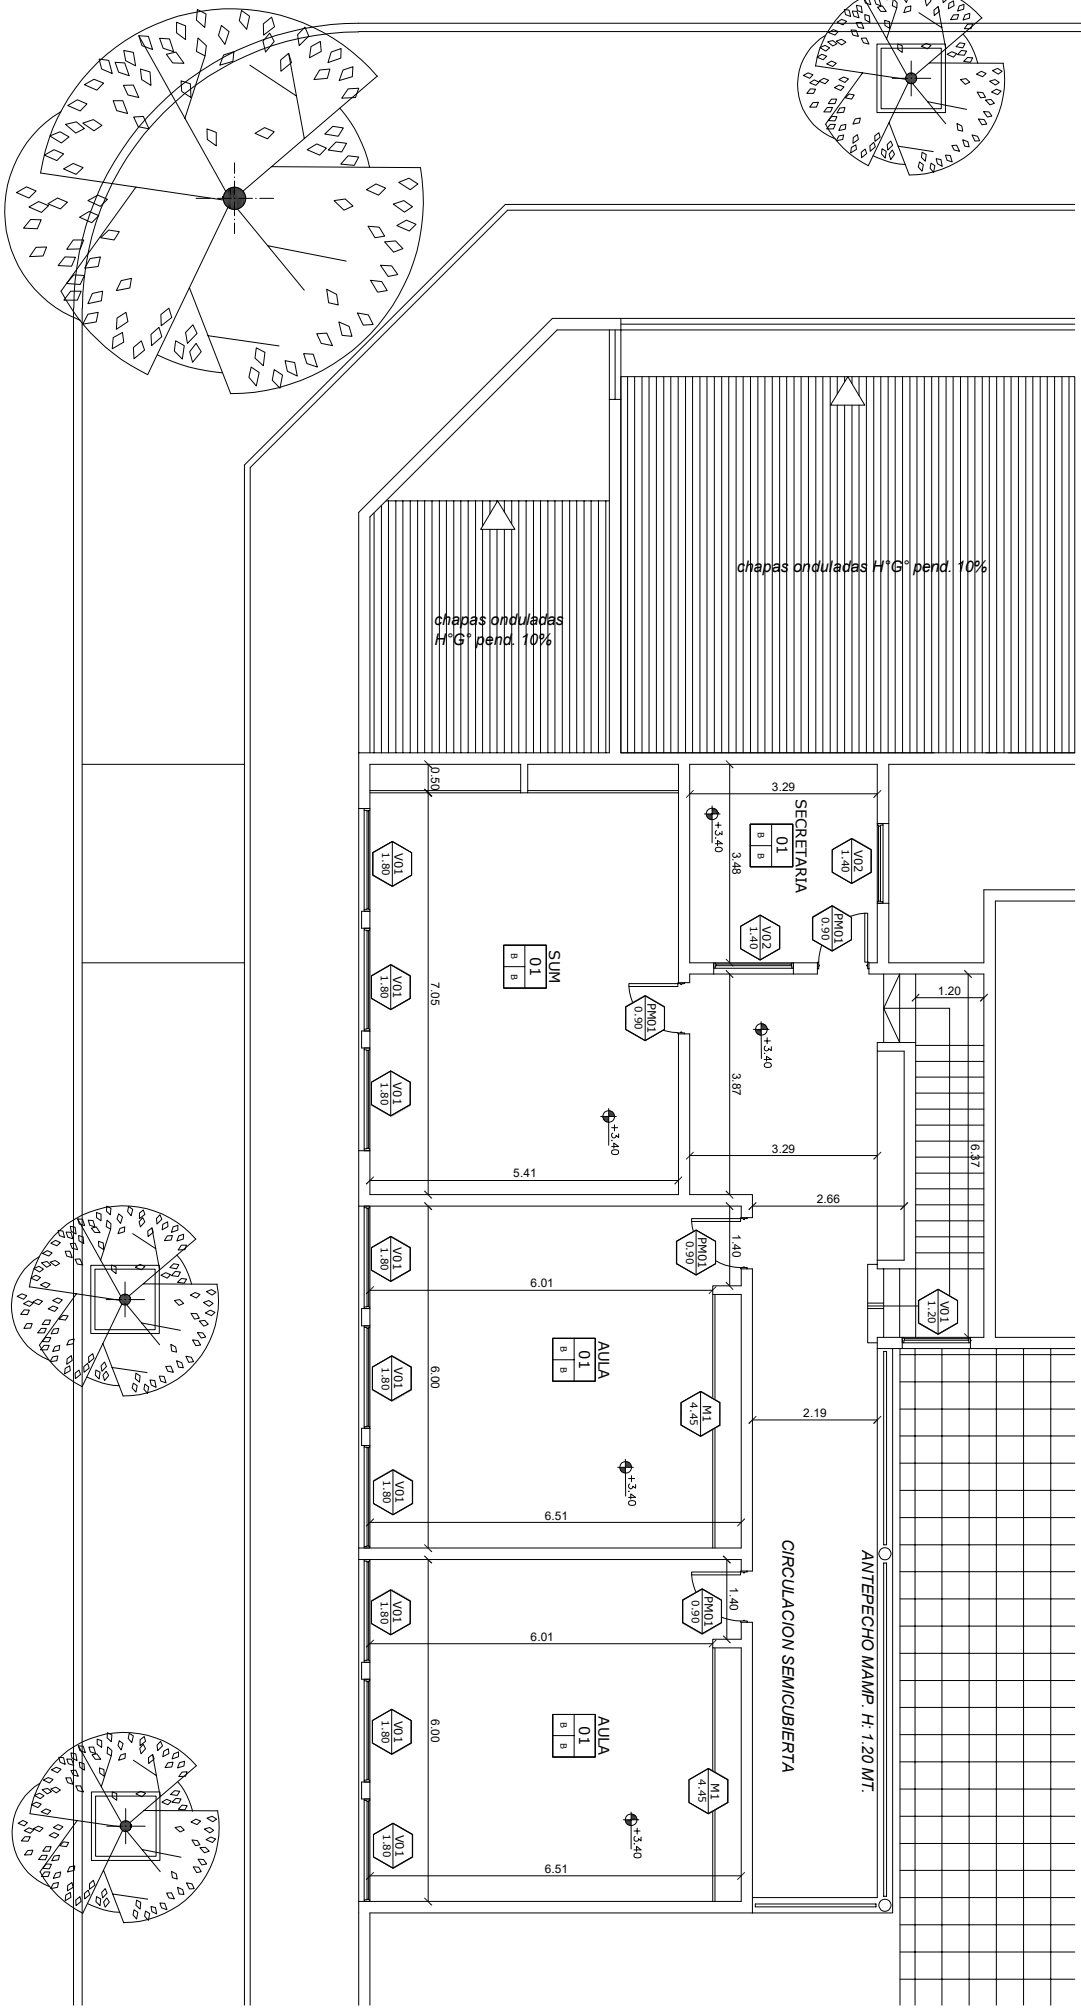 chapas onduladas H°G° pend. 10%
chapas onduladas
H°G° pend. 10%
0.50
3.29
SECRETARIA
01
B B
+3.40
3.48
V02
1.40
V02
1.40
PM01
0.90
V01
1.80
V01
1.80
V01
1.80
SUM
01
B B
7.05
PM01
0.90
+3.40
5.41
+3.40
3.87
3.29
1.20
6.37
2.66
V01
1.20
PM01
0.90
1.40
V01
1.80
V01
1.80
V01
1.80
6.01
6.00
AULA
01
B B
M1
4.45
+3.40
6.51
2.19
CIRCULACION SEMICUBIERTA
ANTEPECHO MAMP. H: 1.20 MT.
PM01
0.90
1.40
V01
1.80
V01
1.80
V01
1.80
6.01
6.00
AULA
01
B B
M1
4.45
+3.40
6.51